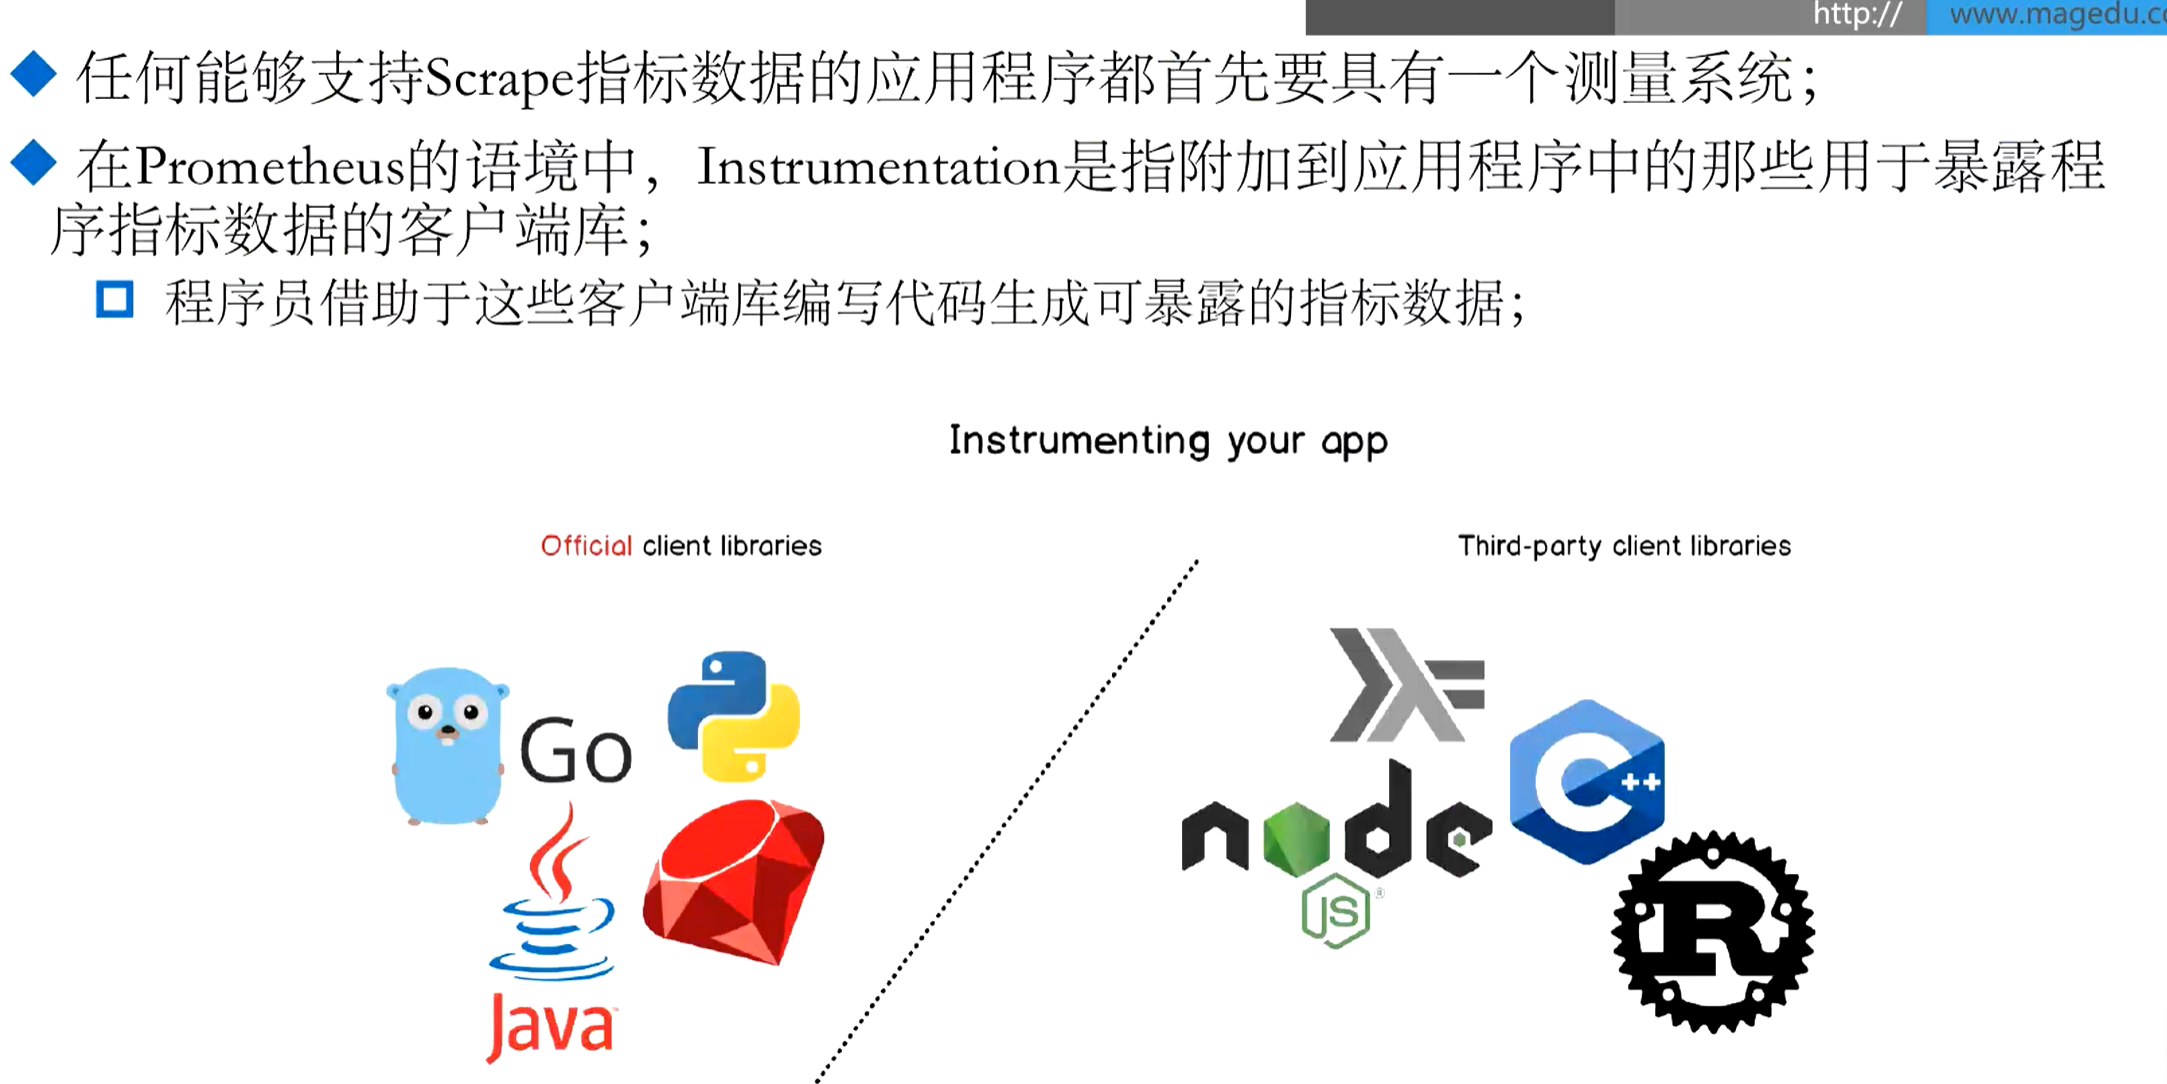 http://
www.magedu.c
任何能够支持Scrape指标数据的应用程序都首先要具有一个测量系统；
在Prometheus的语境中，Instrumentation是指附加到应用程序中的那些用于暴露程
序指标数据的客户端库；
程序员借助于这些客户端库编写代码生成可暴露的指标数据；
Instrumenting your app
Official client libraries
Third-party client libraries
Go
Java™
node
JS®
C++
R